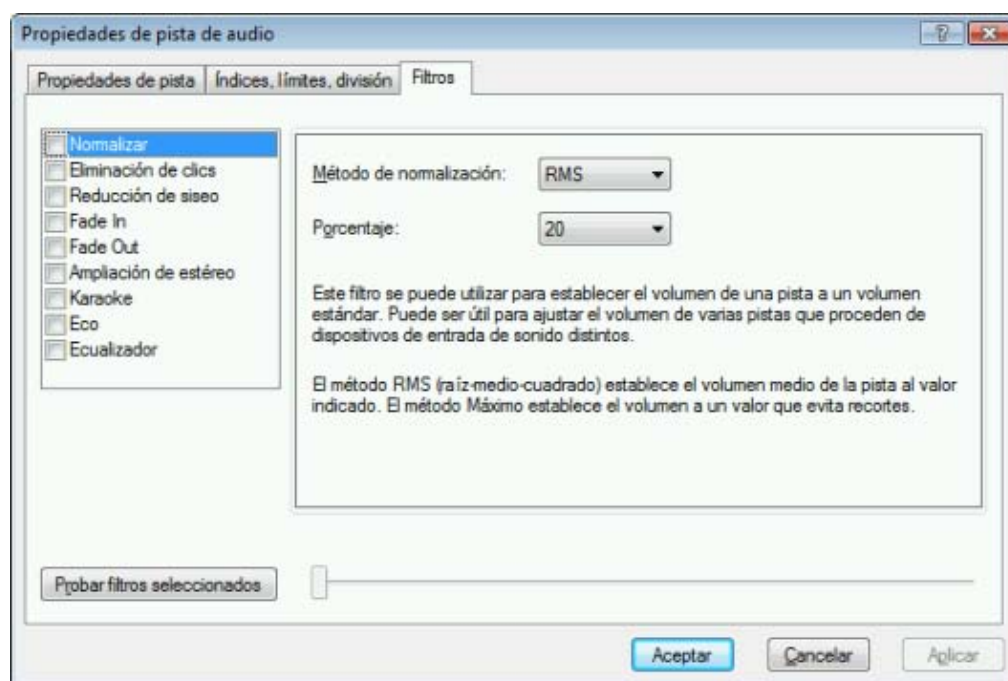 Propiedades de pista de audio
Propiedades de pista
Índices, límites, división
Filtros
Normalizar
Eliminación de clics
Reducción de siseo
Fade In
Fade Out
Ampliación de estéreo
Karaoke
Eco
Ecualizador
Método de normalización:
RMS
Porcentaje:
20
Este filtro se puede utilizar para establecer el volumen de una pista a un volumen
estándar. Puede ser útil para ajustar el volumen de varias pistas que proceden de
dispositivos de entrada de sonido distintos.
El método RMS (raíz-medio-cuadrado) establece el volumen medio de la pista al valor
indicado. El método Máximo establece el volumen a un valor que evita recortes.
Probar filtros seleccionados
Aceptar
Cancelar
Aplicar